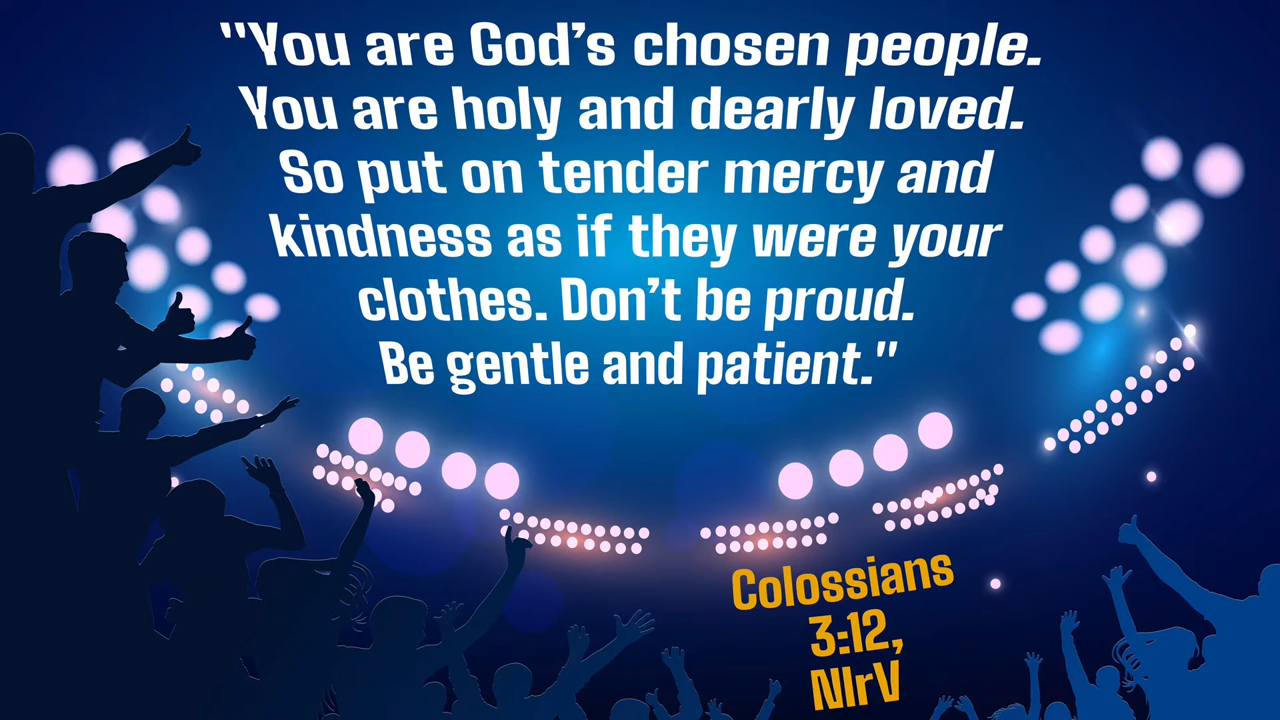 "You are God’s chosen people.
You are holy and dearly loved.
So put on tender mercy and
kindness as if they were your
clothes. Don’t be proud.
Be gentle and patient."
Colossians
3:12,
NIrV